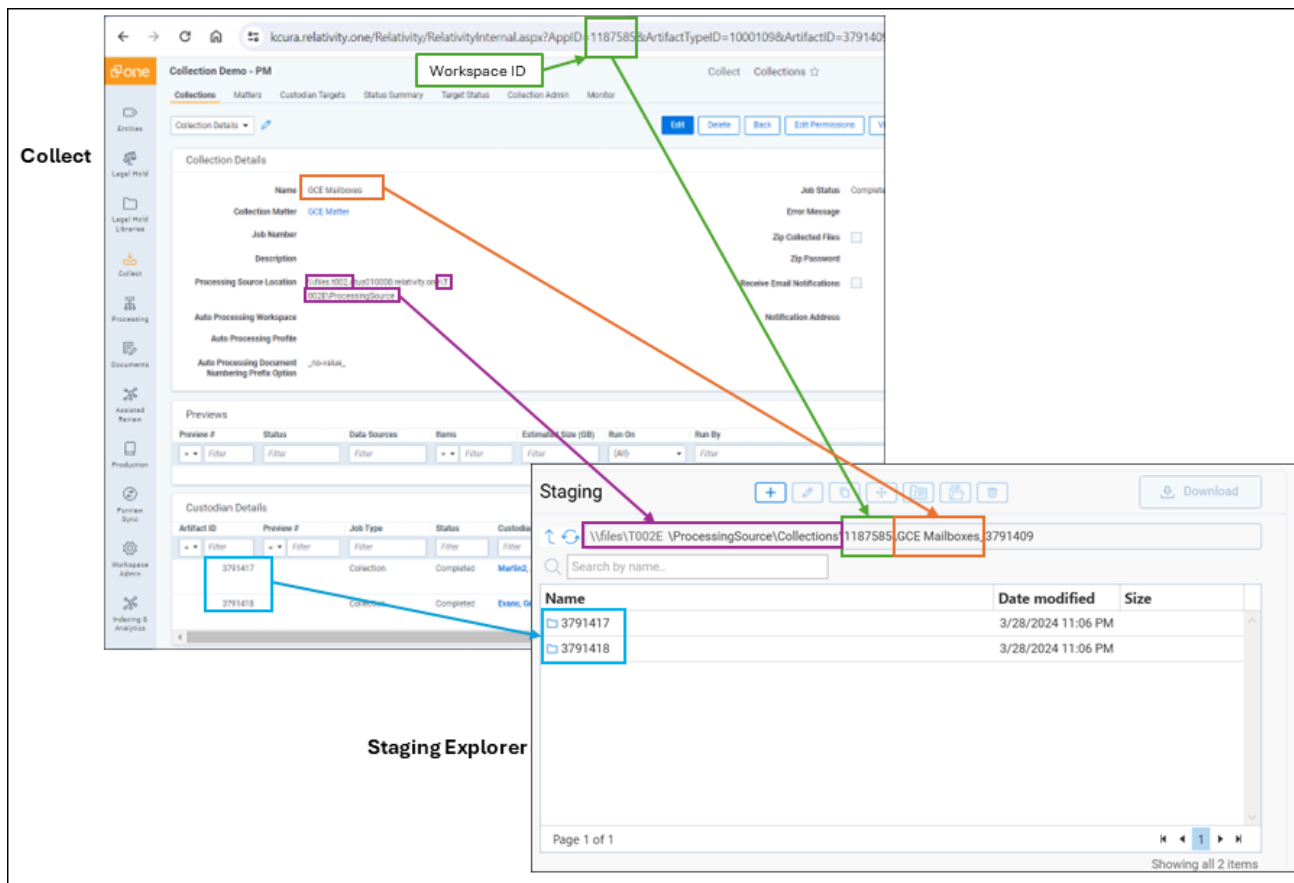 kcura.relativity.one/Relativity/RelativityInternal.aspx?AppID=1187585&ArtifactTypeID=1000109&ArtifactID=379140
one
Collection Demo - PM
Workspace ID
Collect Collections
Collections Matters Custodian Targets Status Summary Target Status Collection Admin Monitor
Collection Details
Edit Delete Back Edit Permissions
Collect
Entities
Legal Hold
Legal Hold Libraries
Collect
Processing
Documents
Assisted Review
Production
Purview Sync
Workspace Admin
Indexing & Analytics
Collection Details
Name GCE Mailboxes
Job Status Complete
Collection Matter GCE Matter
Error Message
Job Number
Zip Collected Files
Description
Zip Password
Processing Source Location
Receive Email Notifications
002E\ProcessingSource
Auto Processing Workspace
Notification Address
Auto Processing Profile
Auto Processing Document _no-value_
Numbering Prefix Option
Previews
Preview # Status Data Sources Items Estimated Size (GB) Run On Run By
= Filter Filter Filter = Filter Filter (All) Filter
Custodian Details
Artifact ID Preview # Job Type Status
= Filter = Filter Filter Filter Filter
3791417 Collection Completed Martin2,
3791418 Collection Completed Evans,
Staging
Download
\\files\T002E \ProcessingSource\Collections\1187585,GCE Mailboxes,3791409
Search by name..
Name Date modified Size
3791417 3/28/2024 11:06 PM
3791418 3/28/2024 11:06 PM
Staging Explorer
Page 1 of 1
1
Showing all 2 items